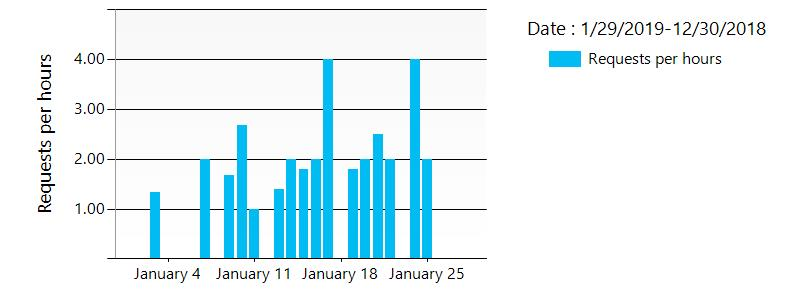 Date : 1/29/2019-12/30/2018
Requests per hours
Requests per hours
4.00
3.00
2.00
1.00
January 4 January 11 January 18 January 25